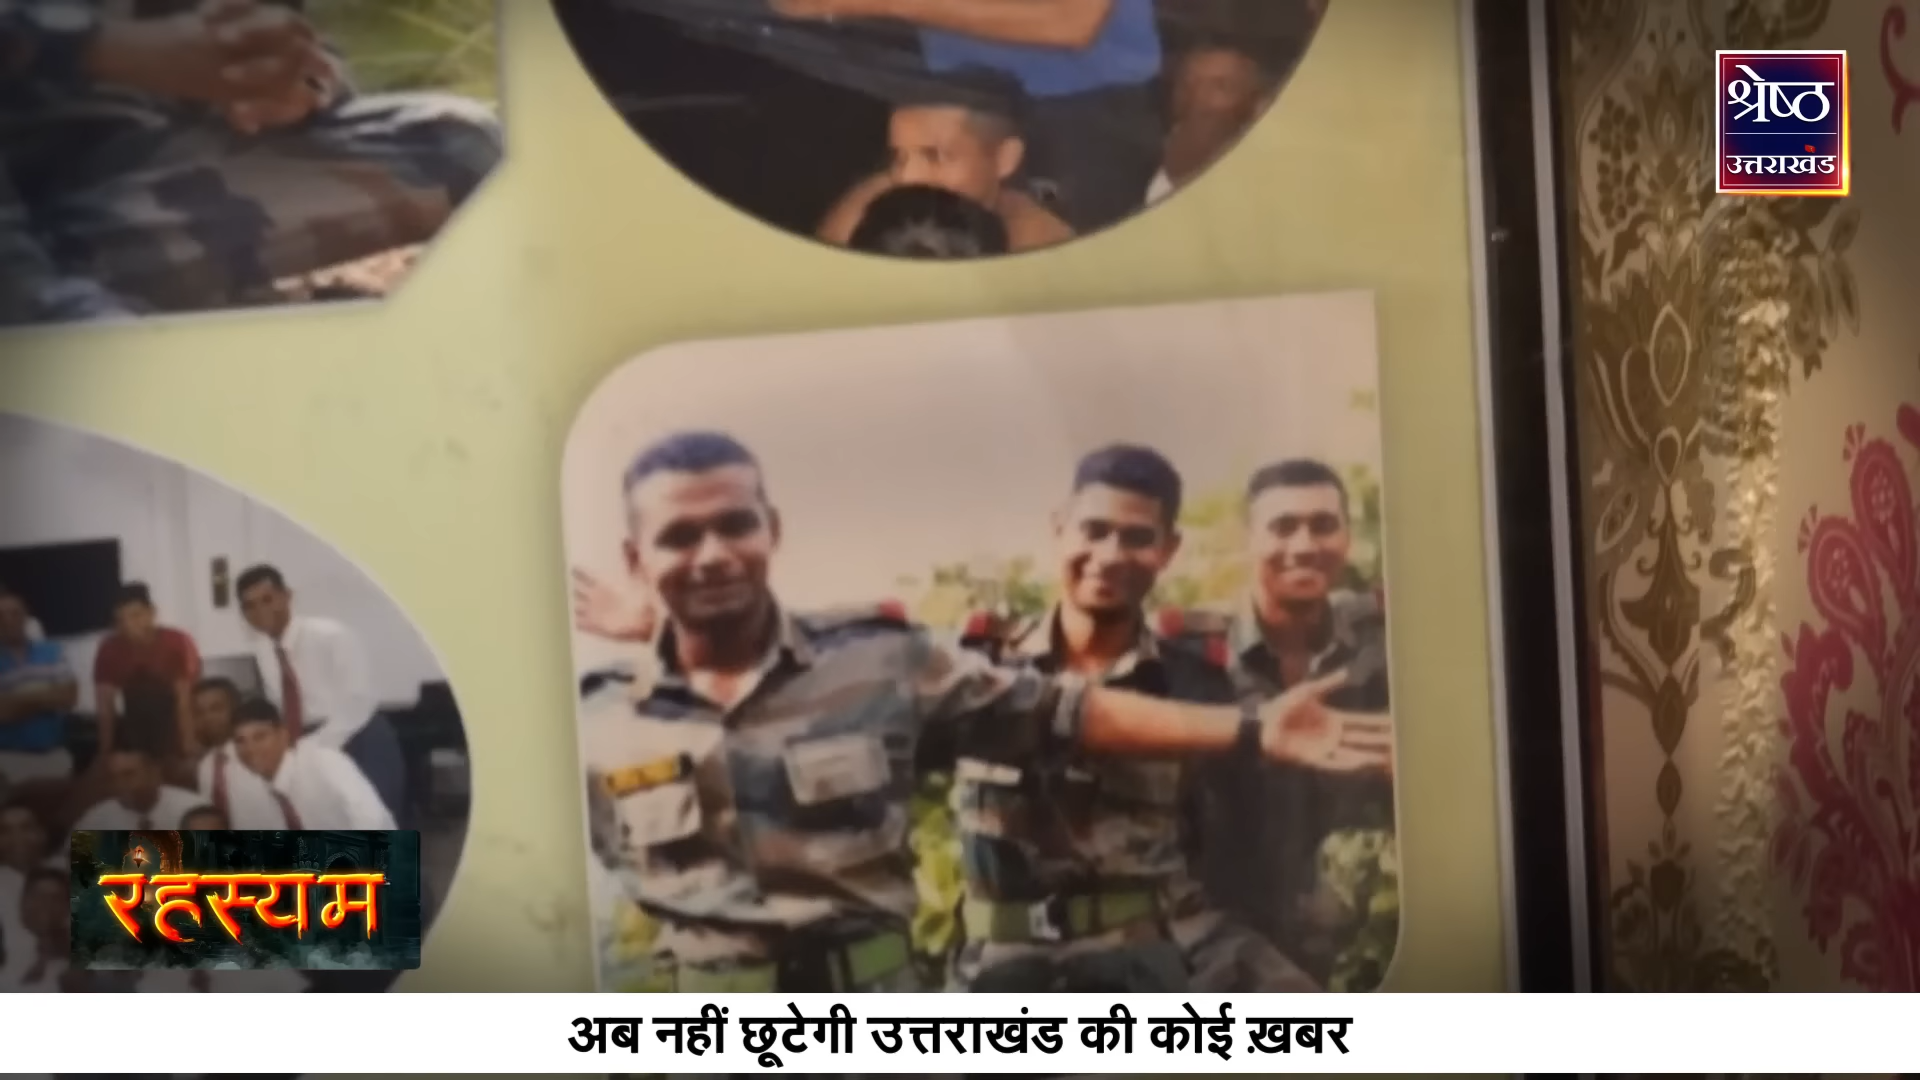 श्रेष्ठ
उत्तराखंड
रहस्यम
अब नहीं छूटेगी उत्तराखंड की कोई ख़बर